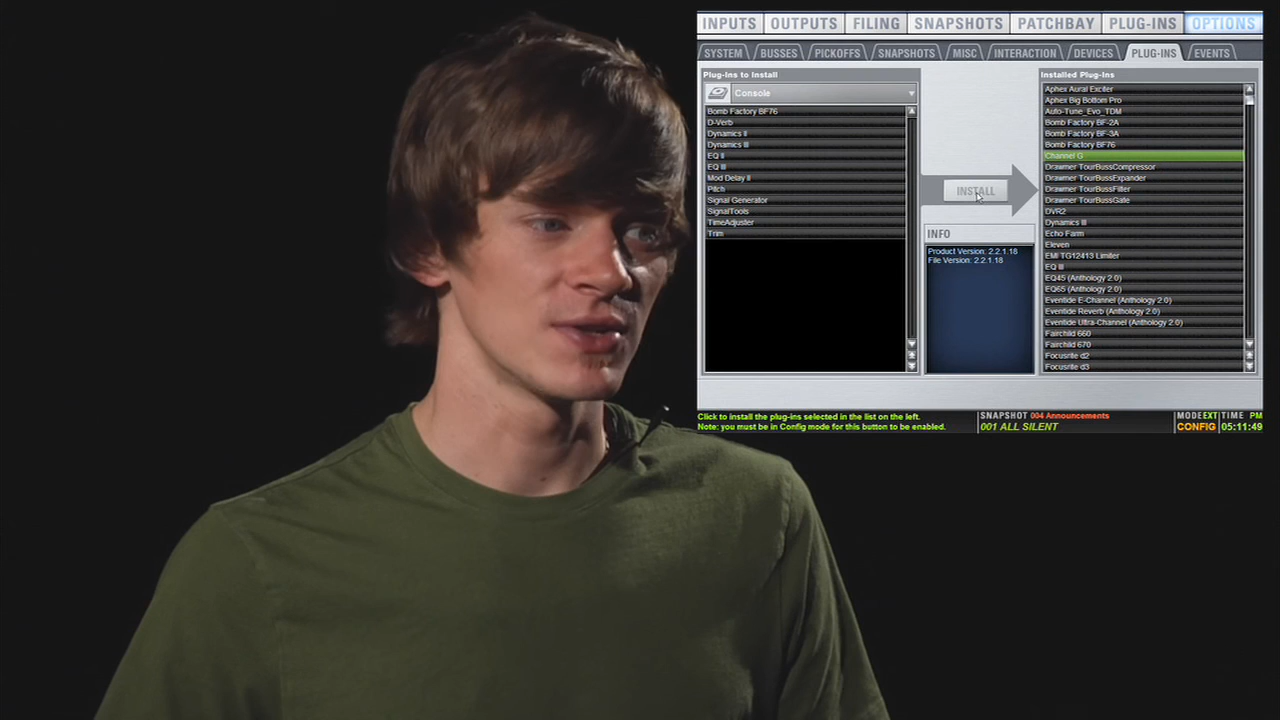 INPUTS OUTPUTS FILING SNAPSHOTS PATCHBAY PLUG-INS OPTIONS
SYSTEM BUSSES PICKOFFS SNAPSHOTS MISC INTERACTION DEVICES PLUG-INS EVENTS
Plug-Ins to Install
Console
Bomb Factory BF76
D-Verb
Dynamics II
Dynamics III
EQ II
EQ III
Mod Delay II
Pitch
Signal Generator
SignalTools
TimeAdjuster
Trim
INSTALL
INFO
Product Version: 2.2.1.18
File Version: 2.2.1.18
Installed Plug-Ins
Aphex Aural Exciter
Aphex Big Bottom Pro
Auto-Tune_Evo_TDM
Bomb Factory BF-2A
Bomb Factory BF-3A
Bomb Factory BF76
Channel G
Drawmer TourBussCompressor
Drawmer TourBussExpander
Drawmer TourBussFilter
Drawmer TourBussGate
DVR2
Dynamics III
Echo Farm
Eleven
EMI TG12413 Limiter
EQ III
EQ45 (Anthology 2.0)
EQ65 (Anthology 2.0)
Eventide E-Channel (Anthology 2.0)
Eventide Reverb (Anthology 2.0)
Eventide Ultra-Channel (Anthology 2.0)
Fairchild 660
Fairchild 670
Focusrite d2
Focusrite d3
Click to install the plug-ins selected in the list on the left.
Note: you must be in Config mode for this button to be enabled.
SNAPSHOT 004 Announcements
001 ALL SILENT
MODE EXT TIME PM
CONFIG 05:11:49